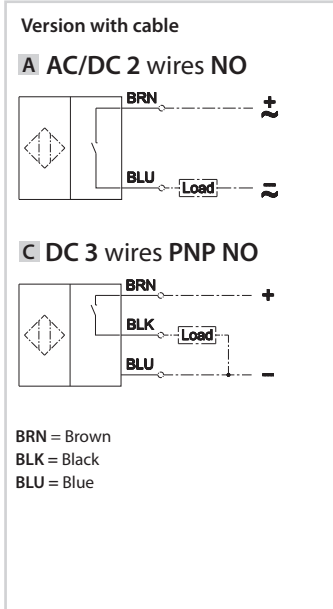 Version with cable
A AC/DC 2 wires NO
BRN +
~
BLU Load –
~
C DC 3 wires PNP NO
BRN +
BLK Load
BLU –
BRN = Brown
BLK = Black
BLU = Blue